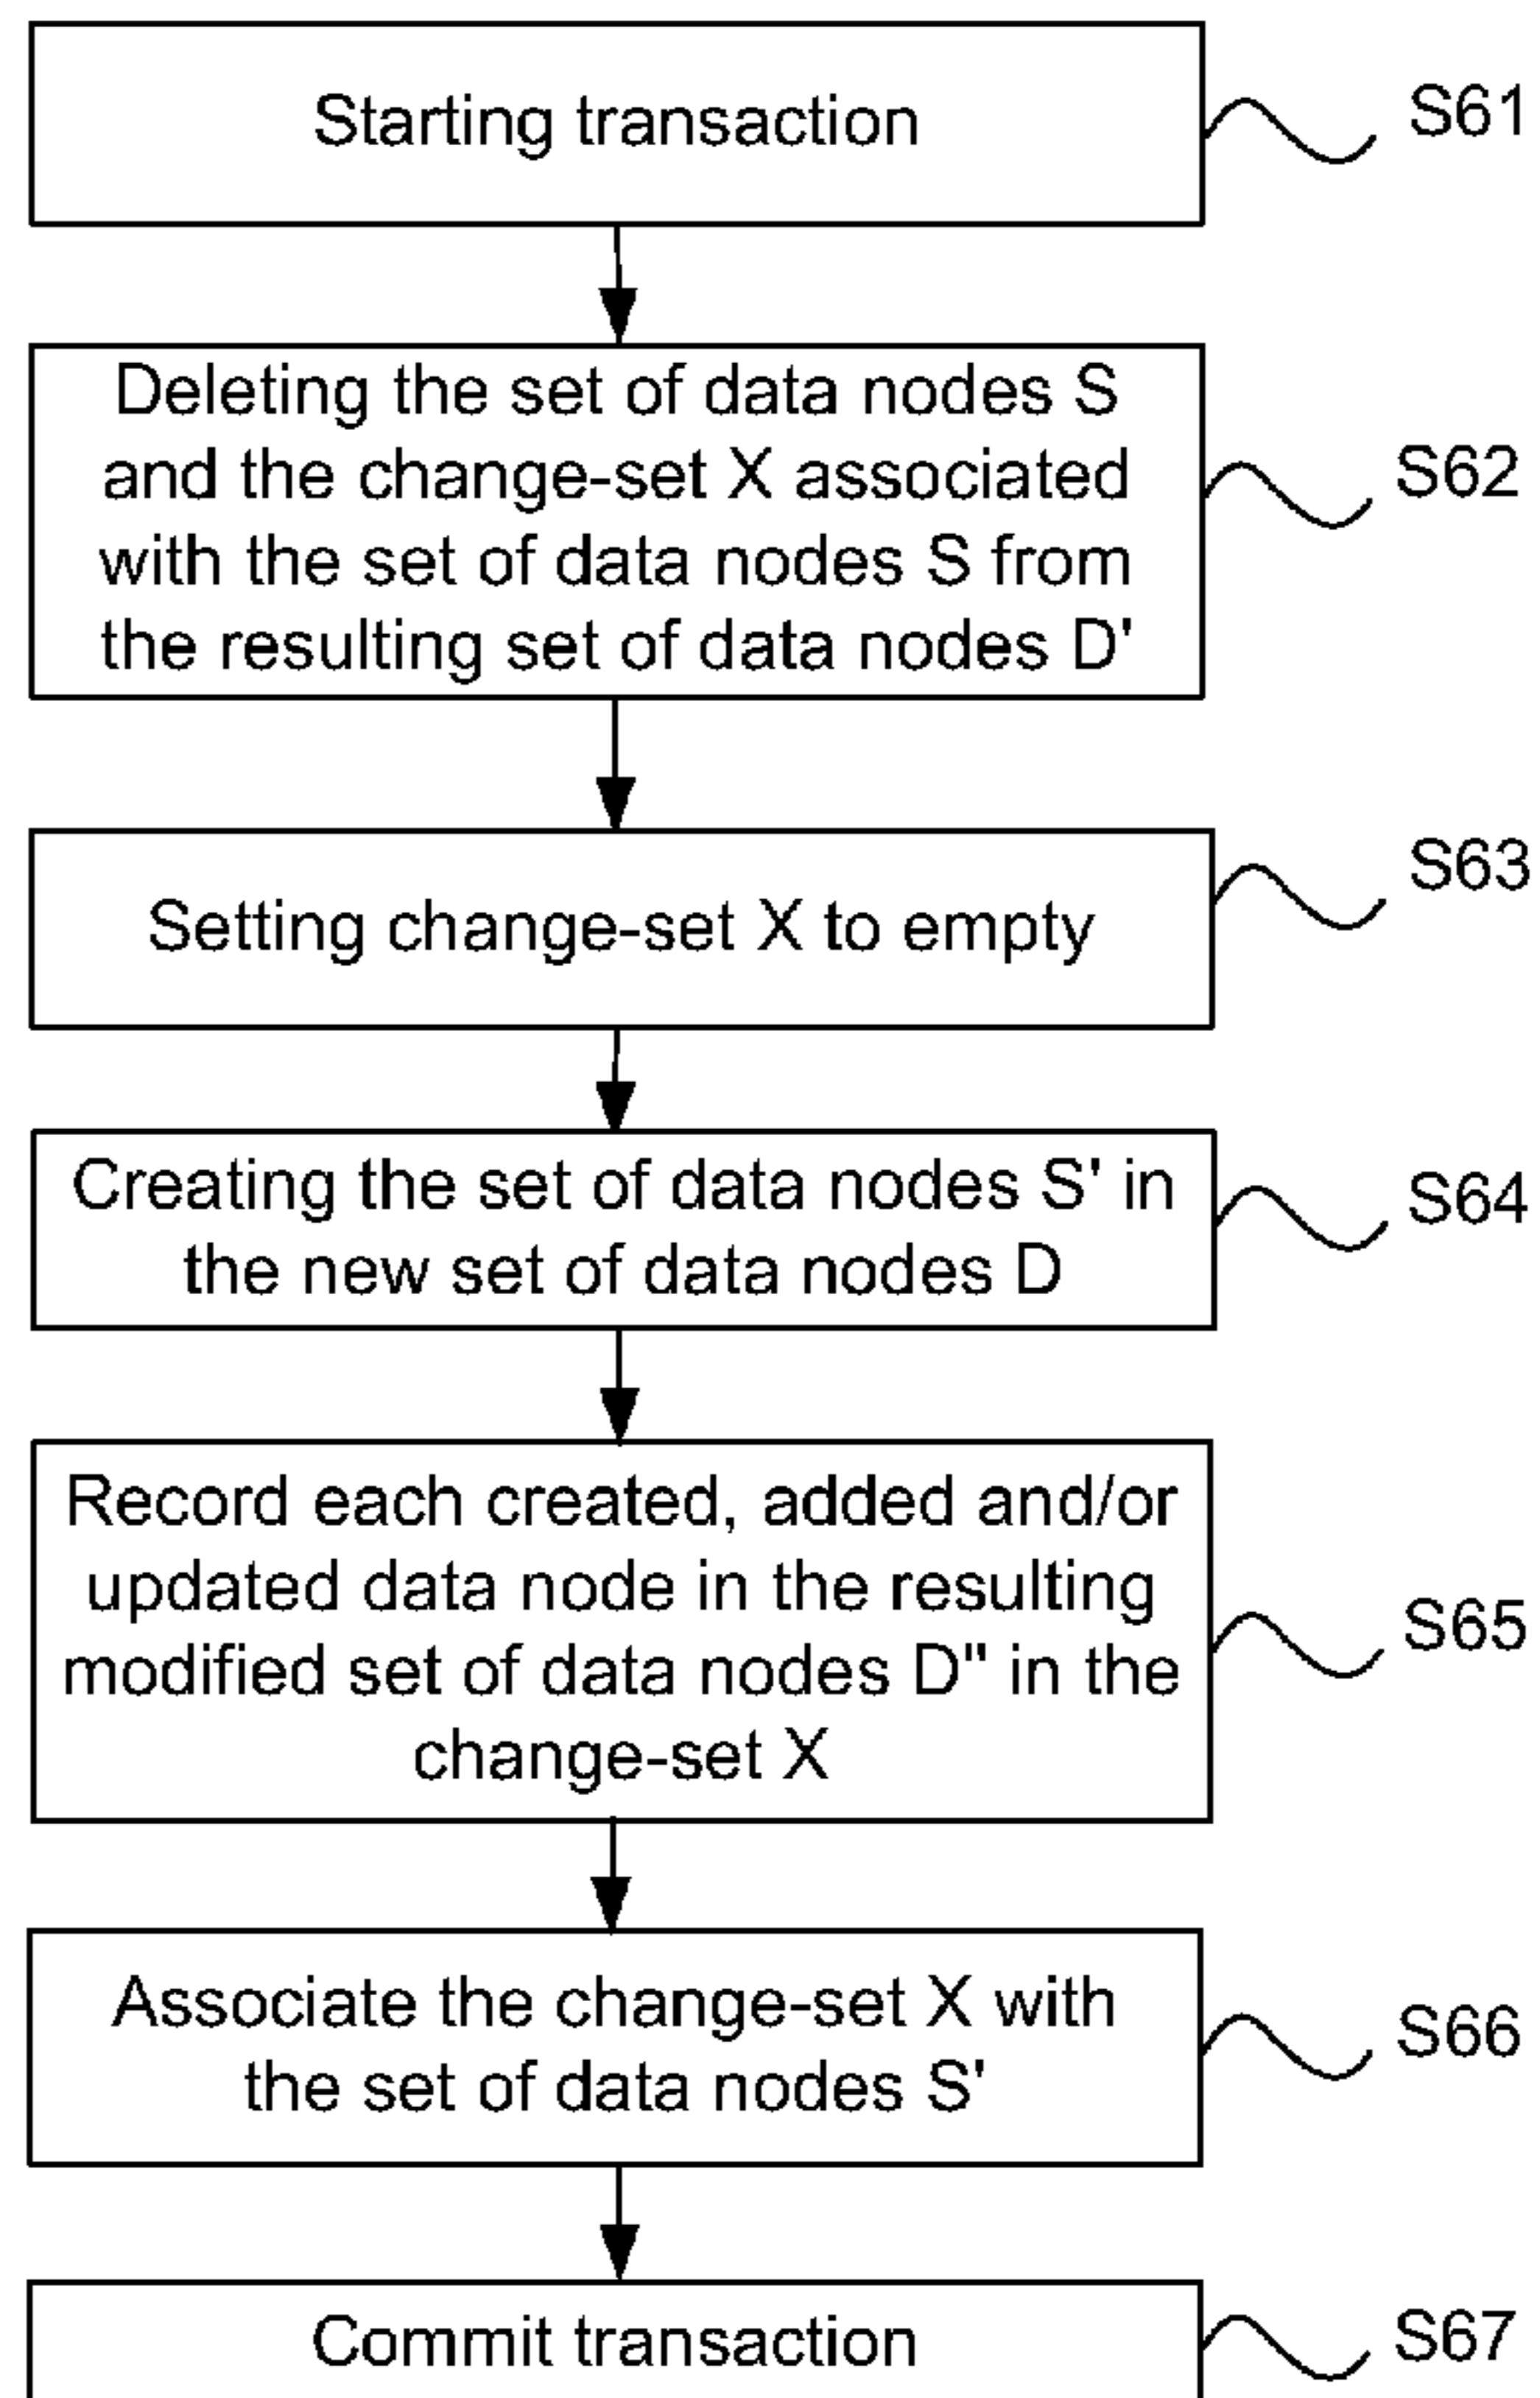 Starting transaction
S61
Deleting the set of data nodes S
and the change-set X associated
with the set of data nodes S from
the resulting set of data nodes D'
S62
Setting change-set X to empty
S63
Creating the set of data nodes S' in
the new set of data nodes D
S64
Record each created, added and/or
updated data node in the resulting
modified set of data nodes D" in the
change-set X
S65
Associate the change-set X with
the set of data nodes S'
S66
Commit transaction
S67